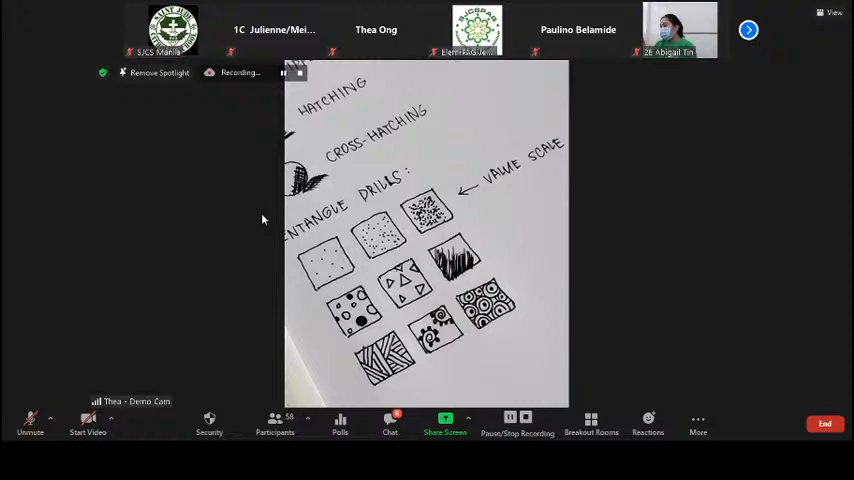 View
1C Julienne/Mei...
Thea Ong
Paulino Belamide
SJCS Manila
SJCSPAG
2E Abigail Tin
Remove Spotlight
Recording...
HATCHING
CROSS-HATCHING
ENTANGLE DRILLS:
← VALUE SCALE
Thea - Demo Cam
Unmute
Start Video
Security
Participants
58
Polls
Chat
6
Share Screen
Pause/Stop Recording
Breakout Rooms
Reactions
More
End